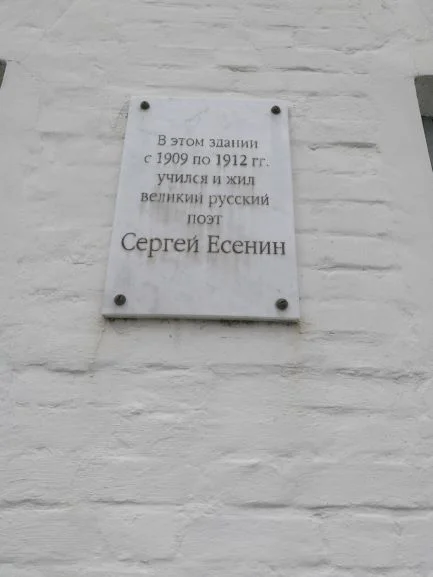 В этом здании
с 1909 по 1912 гг.
учился и жил
великий русский
поэт
Сергей Есенин